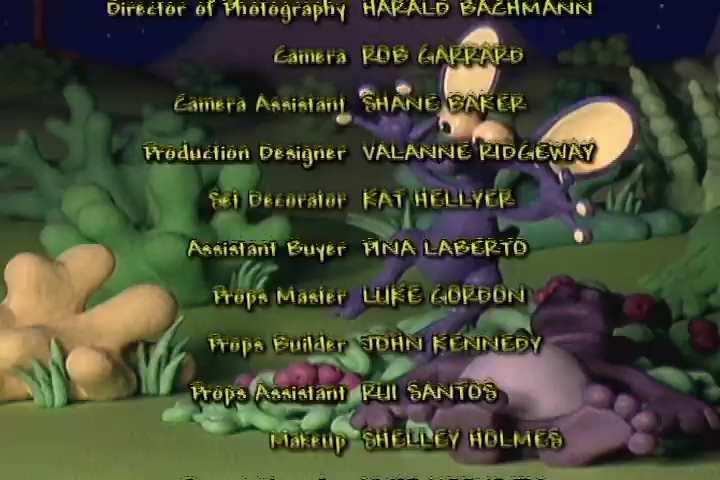 Director of Photography HARALD BACHMANN
Camera ROB GARRARD
Camera Assistant SHANE BAKER
Production Designer VALANNE RIDGEWAY
Set Decorator KAT HELLYER
Assistant Buyer PINA LABERTO
Props Master LUKE GORDON
Props Builder JOHN KENNEDY
Props Assistant RUI SANTOS
Makeup SHELLEY HOLMES